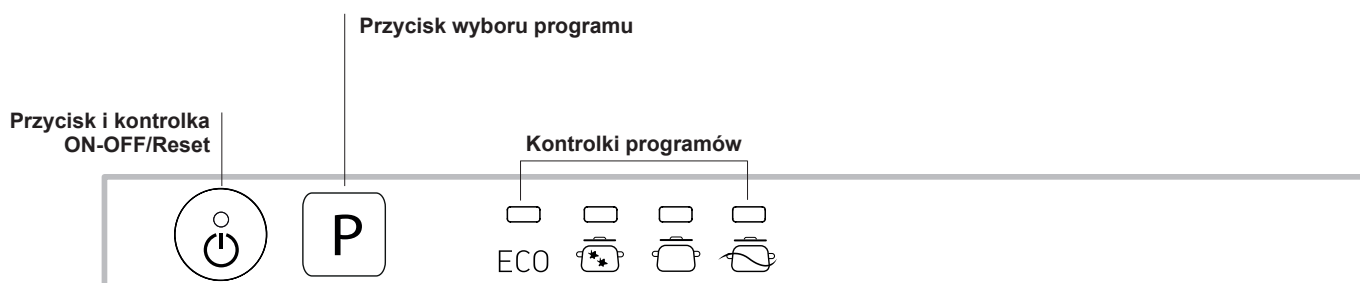 Przycisk wyboru programu
Przycisk i kontrolka
ON-OFF/Reset
Kontrolki programów
P
ECO